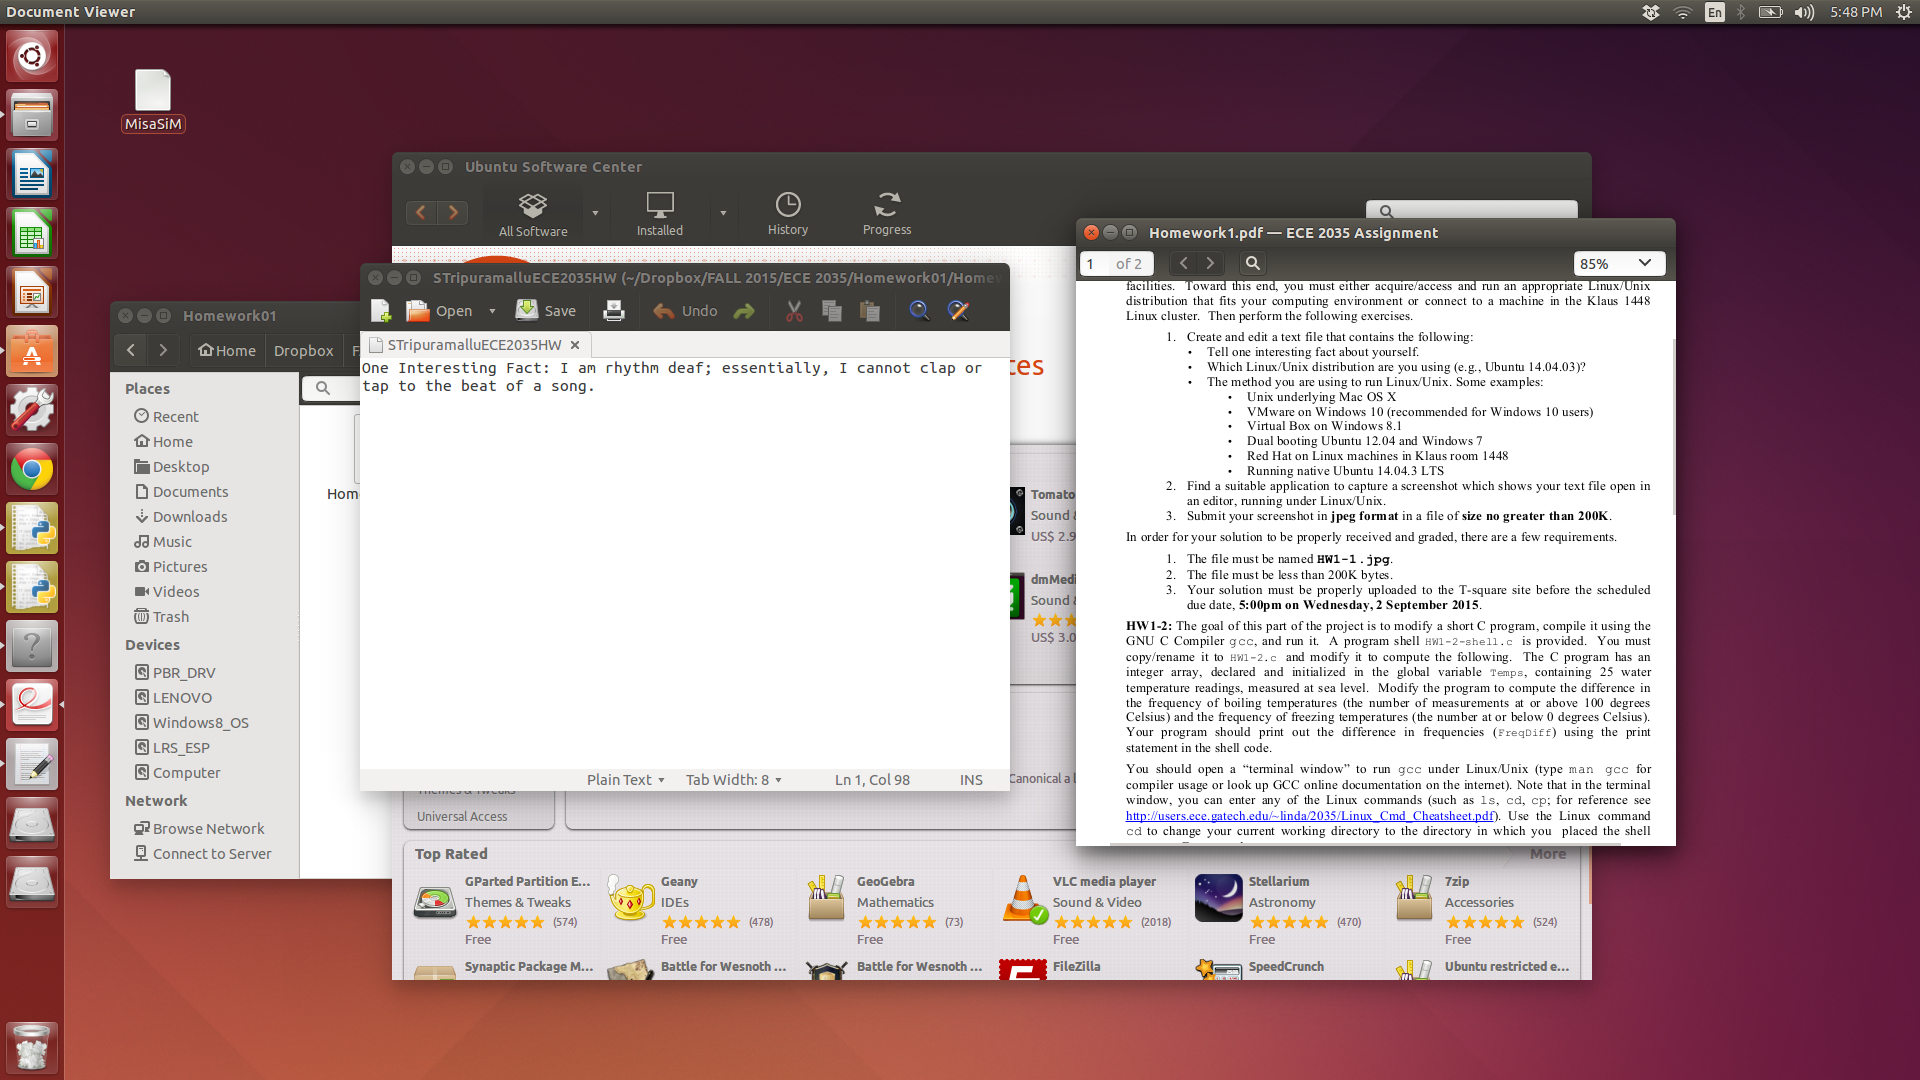 Document Viewer
En
5:48 PM
MisaSiM
Ubuntu Software Center
All Software
Installed
History
Progress
Homework01
Home
Dropbox
Places
Recent
Home
Desktop
Documents
Downloads
Music
Pictures
Videos
Trash
Devices
PBR_DRV
LENOVO
Windows8_OS
LRS_ESP
Computer
Network
Browse Network
Connect to Server
STripuramalluECE2035HW (~/Dropbox/FALL 2015/ECE 2035/Homework01/Home
Open
Save
Undo
STripuramalluECE2035HW
One Interesting Fact: I am rhythm deaf; essentially, I cannot clap or
tap to the beat of a song.
Plain Text
Tab Width: 8
Ln 1, Col 98
INS
Tomato
Sound &
US$ 2.9
dmMedi
Sound &
US$ 3.0
Canonical a l
Themes & Tweaks
Universal Access
Homework1.pdf — ECE 2035 Assignment
1 of 2
85%
facilities. Toward this end, you must either acquire/access and run an appropriate Linux/Unix
distribution that fits your computing environment or connect to a machine in the Klaus 1448
Linux cluster. Then perform the following exercises.
1. Create and edit a text file that contains the following:
• Tell one interesting fact about yourself.
• Which Linux/Unix distribution are you using (e.g., Ubuntu 14.04.03)?
• The method you are using to run Linux/Unix. Some examples:
• Unix underlying Mac OS X
• VMware on Windows 10 (recommended for Windows 10 users)
• Virtual Box on Windows 8.1
• Dual booting Ubuntu 12.04 and Windows 7
• Red Hat on Linux machines in Klaus room 1448
• Running native Ubuntu 14.04.3 LTS
2. Find a suitable application to capture a screenshot which shows your text file open in
an editor, running under Linux/Unix.
3. Submit your screenshot in jpeg format in a file of size no greater than 200K.
In order for your solution to be properly received and graded, there are a few requirements.
1. The file must be named HW1-1.jpg.
2. The file must be less than 200K bytes.
3. Your solution must be properly uploaded to the T-square site before the scheduled
due date, 5:00pm on Wednesday, 2 September 2015.
HW1-2: The goal of this part of the project is to modify a short C program, compile it using the
GNU C Compiler gcc, and run it. A program shell HW1-2-shell.c is provided. You must
copy/rename it to HW1-2.c and modify it to compute the following. The C program has an
integer array, declared and initialized in the global variable Temps, containing 25 water
temperature readings, measured at sea level. Modify the program to compute the difference in
the frequency of boiling temperatures (the number of measurements at or above 100 degrees
Celsius) and the frequency of freezing temperatures (the number at or below 0 degrees Celsius).
Your program should print out the difference in frequencies (FreqDiff) using the print
statement in the shell code.
You should open a “terminal window” to run gcc under Linux/Unix (type man gcc for
compiler usage or look up GCC online documentation on the internet). Note that in the terminal
window, you can enter any of the Linux commands (such as ls, cd, cp; for reference see
http://users.ece.gatech.edu/~linda/2035/Linux_Cmd_Cheatsheet.pdf). Use the Linux command
cd to change your current working directory to the directory in which you placed the shell
Top Rated
More
GParted Partition E...
Themes & Tweaks
(574)
Free
Geany
IDEs
(478)
Free
GeoGebra
Mathematics
(73)
Free
VLC media player
Sound & Video
(2018)
Free
Stellarium
Astronomy
(470)
Free
7zip
Accessories
(524)
Free
Synaptic Package M...
Battle for Wesnoth ...
Battle for Wesnoth ...
FileZilla
SpeedCrunch
Ubuntu restricted e...